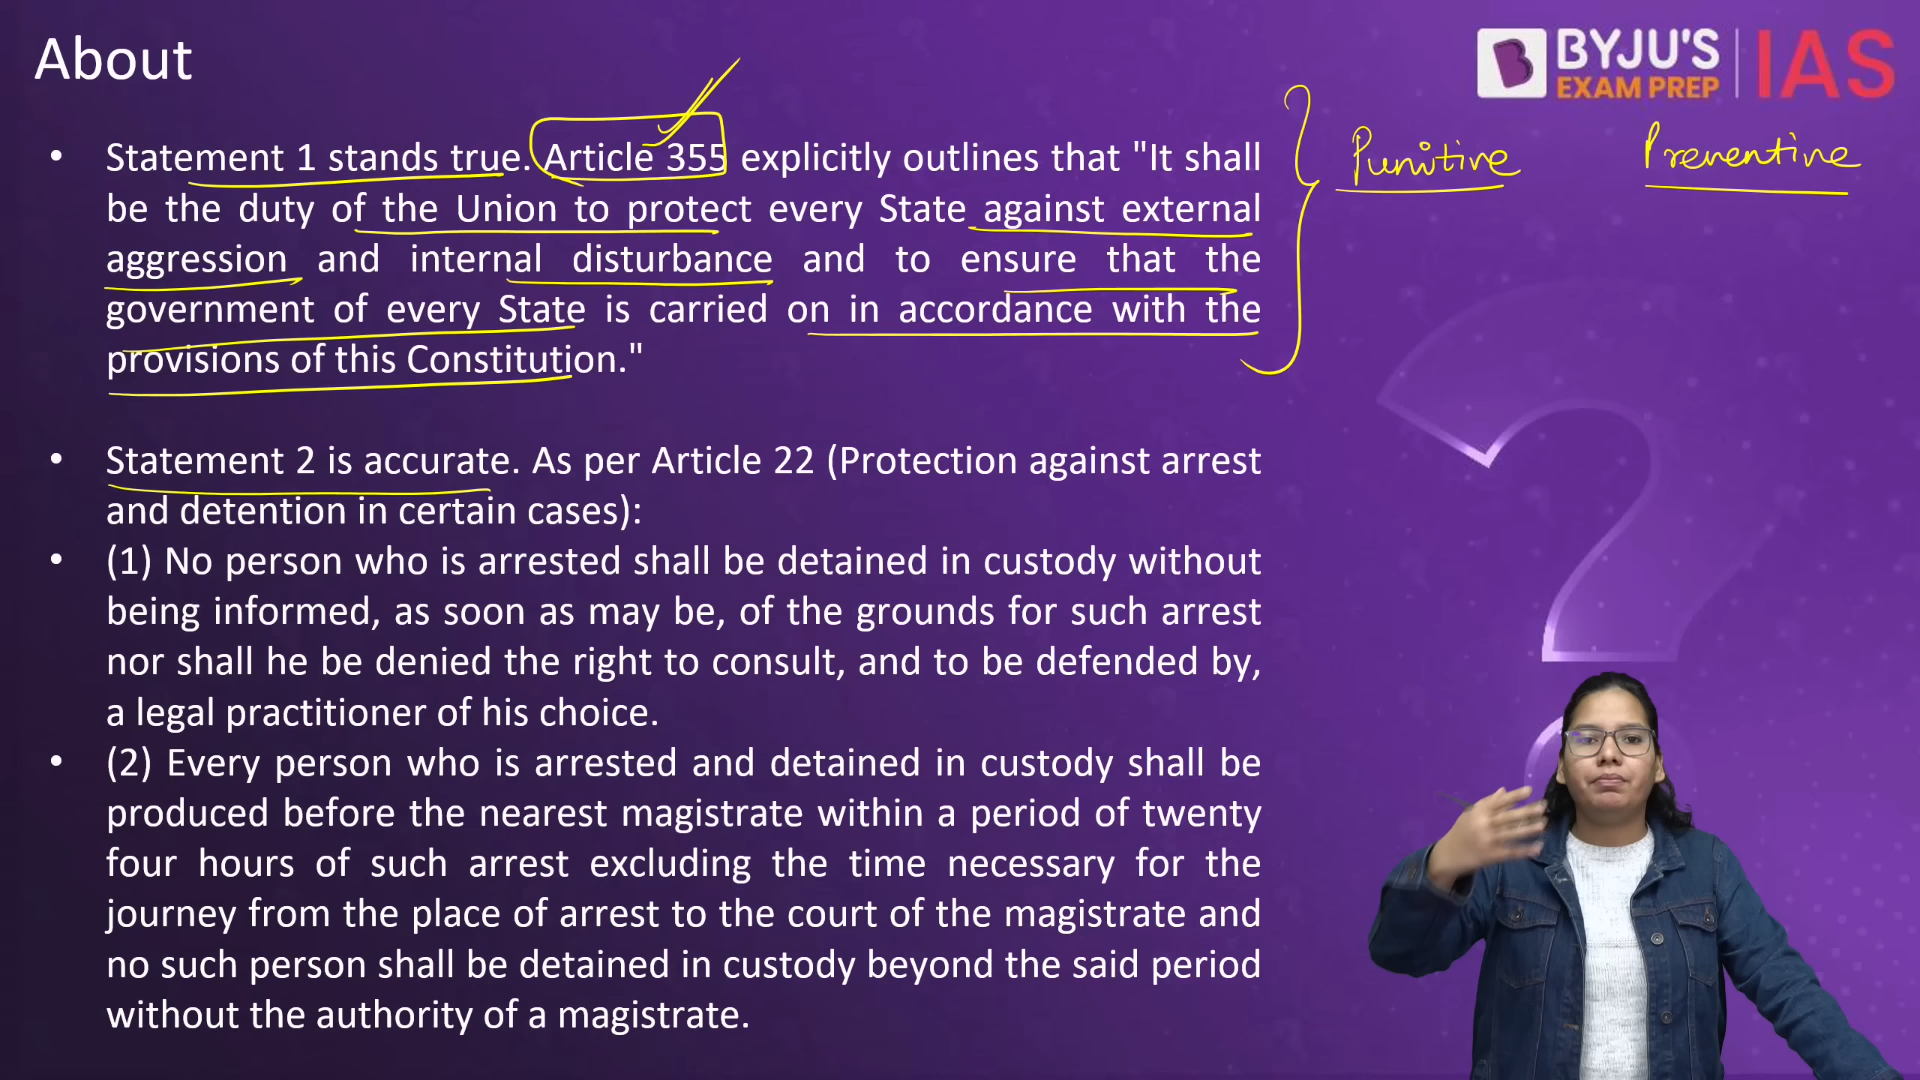 About
BYJU'S
EXAM PREP
IAS
• Statement 1 stands true. Article 355 explicitly outlines that "It shall
be the duty of the Union to protect every State against external
aggression and internal disturbance and to ensure that the
government of every State is carried on in accordance with the
provisions of this Constitution."
Punitive
Preventive
• Statement 2 is accurate. As per Article 22 (Protection against arrest
and detention in certain cases):
• (1) No person who is arrested shall be detained in custody without
being informed, as soon as may be, of the grounds for such arrest
nor shall he be denied the right to consult, and to be defended by,
a legal practitioner of his choice.
• (2) Every person who is arrested and detained in custody shall be
produced before the nearest magistrate within a period of twenty
four hours of such arrest excluding the time necessary for the
journey from the place of arrest to the court of the magistrate and
no such person shall be detained in custody beyond the said period
without the authority of a magistrate.